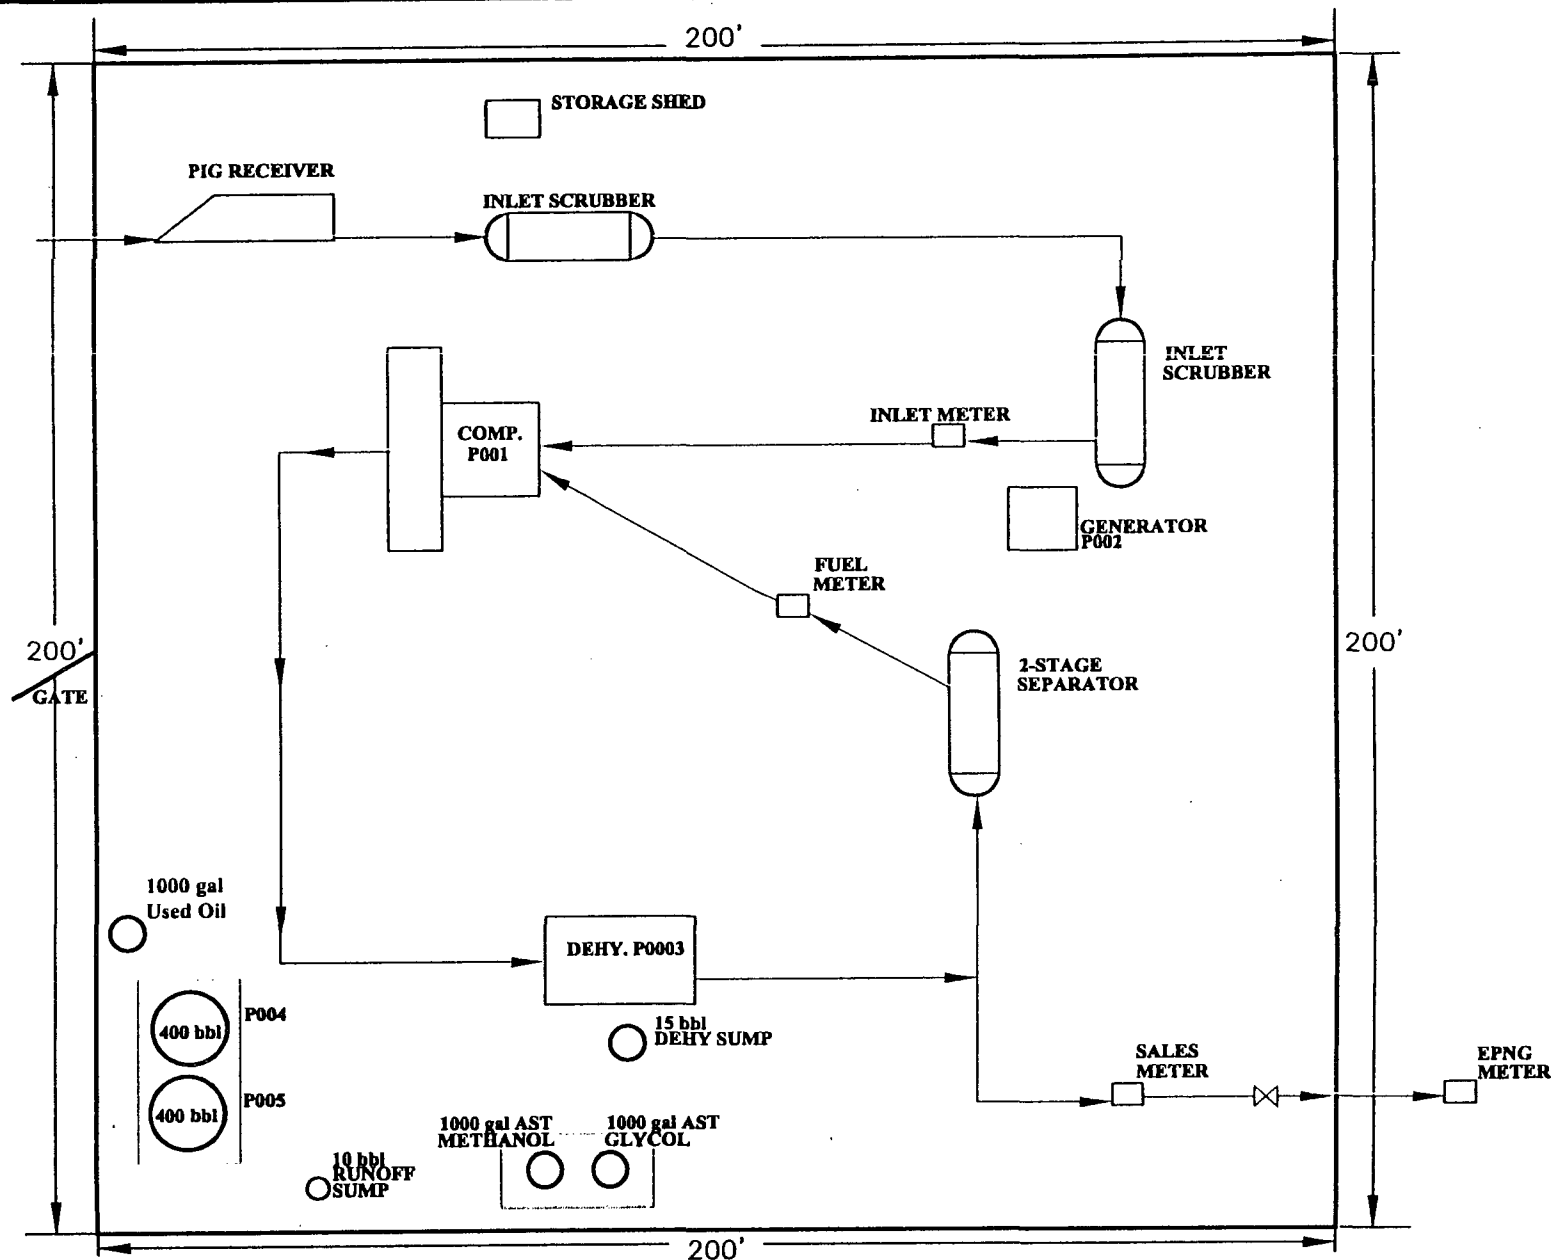 200'
STORAGE SHED
PIG RECEIVER
INLET SCRUBBER
INLET
SCRUBBER
INLET METER
COMP.
P001
GENERATOR
P002
FUEL
METER
200'
GATE
200'
2-STAGE
SEPARATOR
1000 gal
Used Oil
DEHY. P0003
400 bbl
P004
15 bbl
DEHY SUMP
SALES
METER
EPNG
METER
400 bbl
P005
1000 gal AST
METHANOL
1000 gal AST
GLYCOL
10 bbl
RUNOFF
SUMP
200'